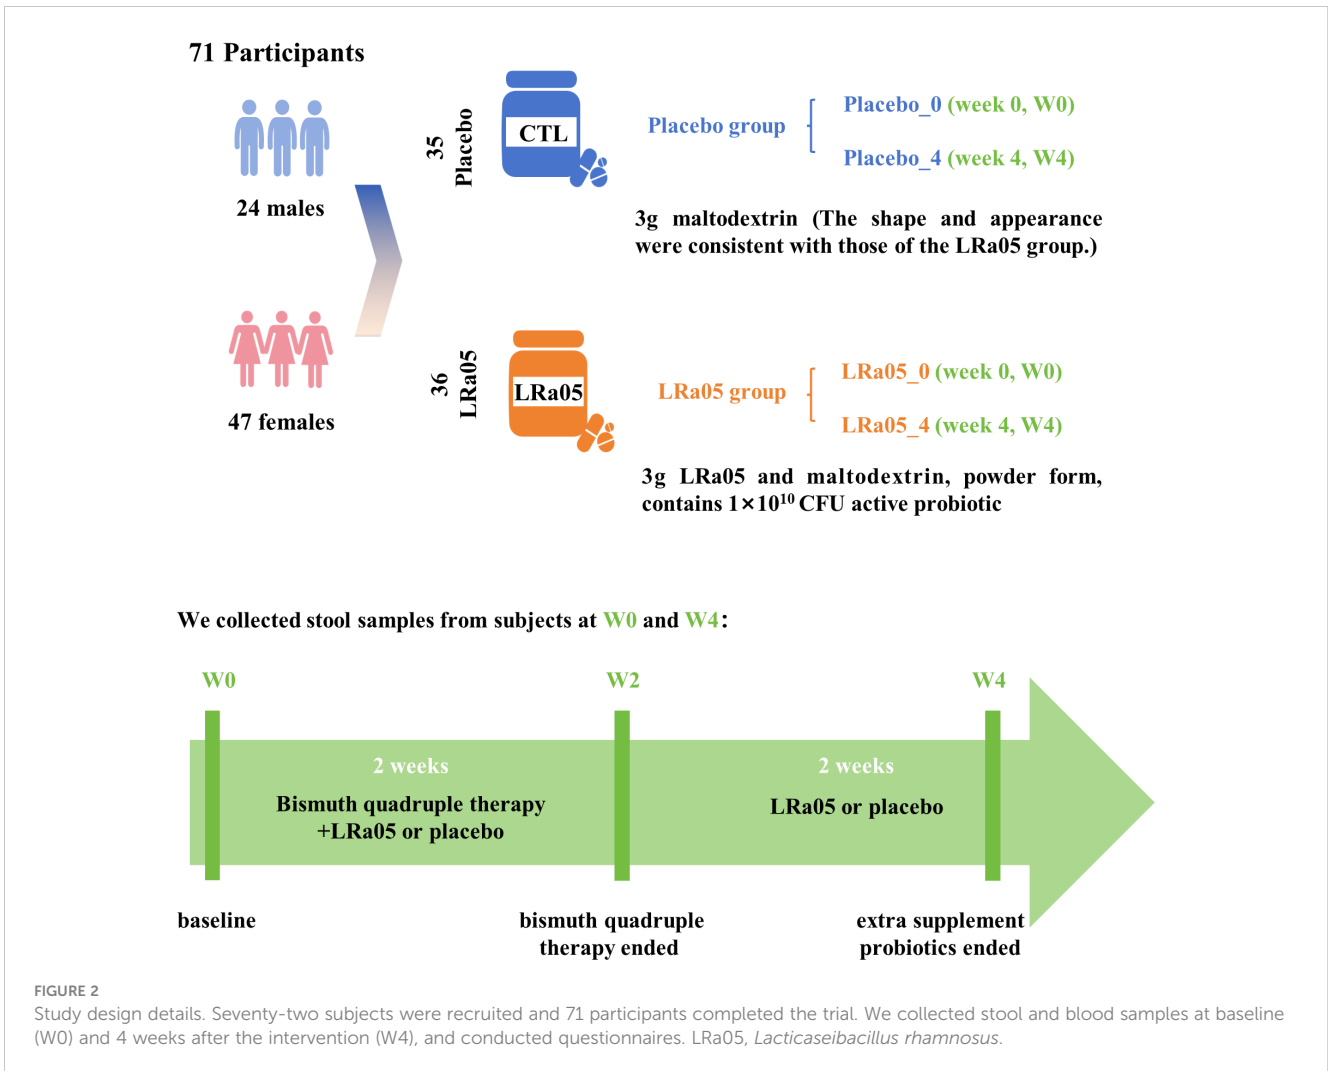 71 Participants
24 males
47 females
35
Placebo
CTL
Placebo group
Placebo_0 (week 0, W0)
Placebo_4 (week 4, W4)
3g maltodextrin (The shape and appearance
were consistent with those of the LRa05 group.)
36
LRa05
LRa05
LRa05 group
LRa05_0 (week 0, W0)
LRa05_4 (week 4, W4)
3g LRa05 and maltodextrin, powder form,
contains 1×10¹⁰ CFU active probiotic
We collected stool samples from subjects at W0 and W4:
W0
W2
W4
2 weeks
Bismuth quadruple therapy
+LRa05 or placebo
2 weeks
LRa05 or placebo
baseline
bismuth quadruple
therapy ended
extra supplement
probiotics ended
FIGURE 2
Study design details. Seventy-two subjects were recruited and 71 participants completed the trial. We collected stool and blood samples at baseline
(W0) and 4 weeks after the intervention (W4), and conducted questionnaires. LRa05, Lacticaseibacillus rhamnosus.